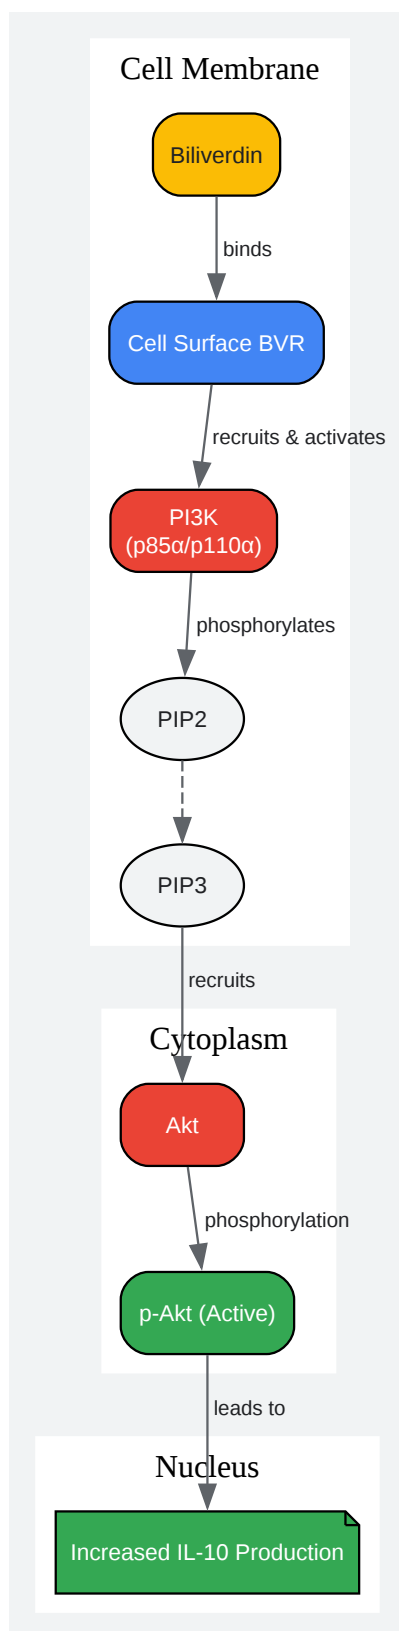 Cell Membrane
Biliverdin
binds
Cell Surface BVR
recruits & activates
PI3K
(p85α/p110α)
phosphorylates
PIP2
PIP3
recruits
Cytoplasm
Akt
phosphorylation
p-Akt (Active)
leads to
Nucleus
Increased IL-10 Production